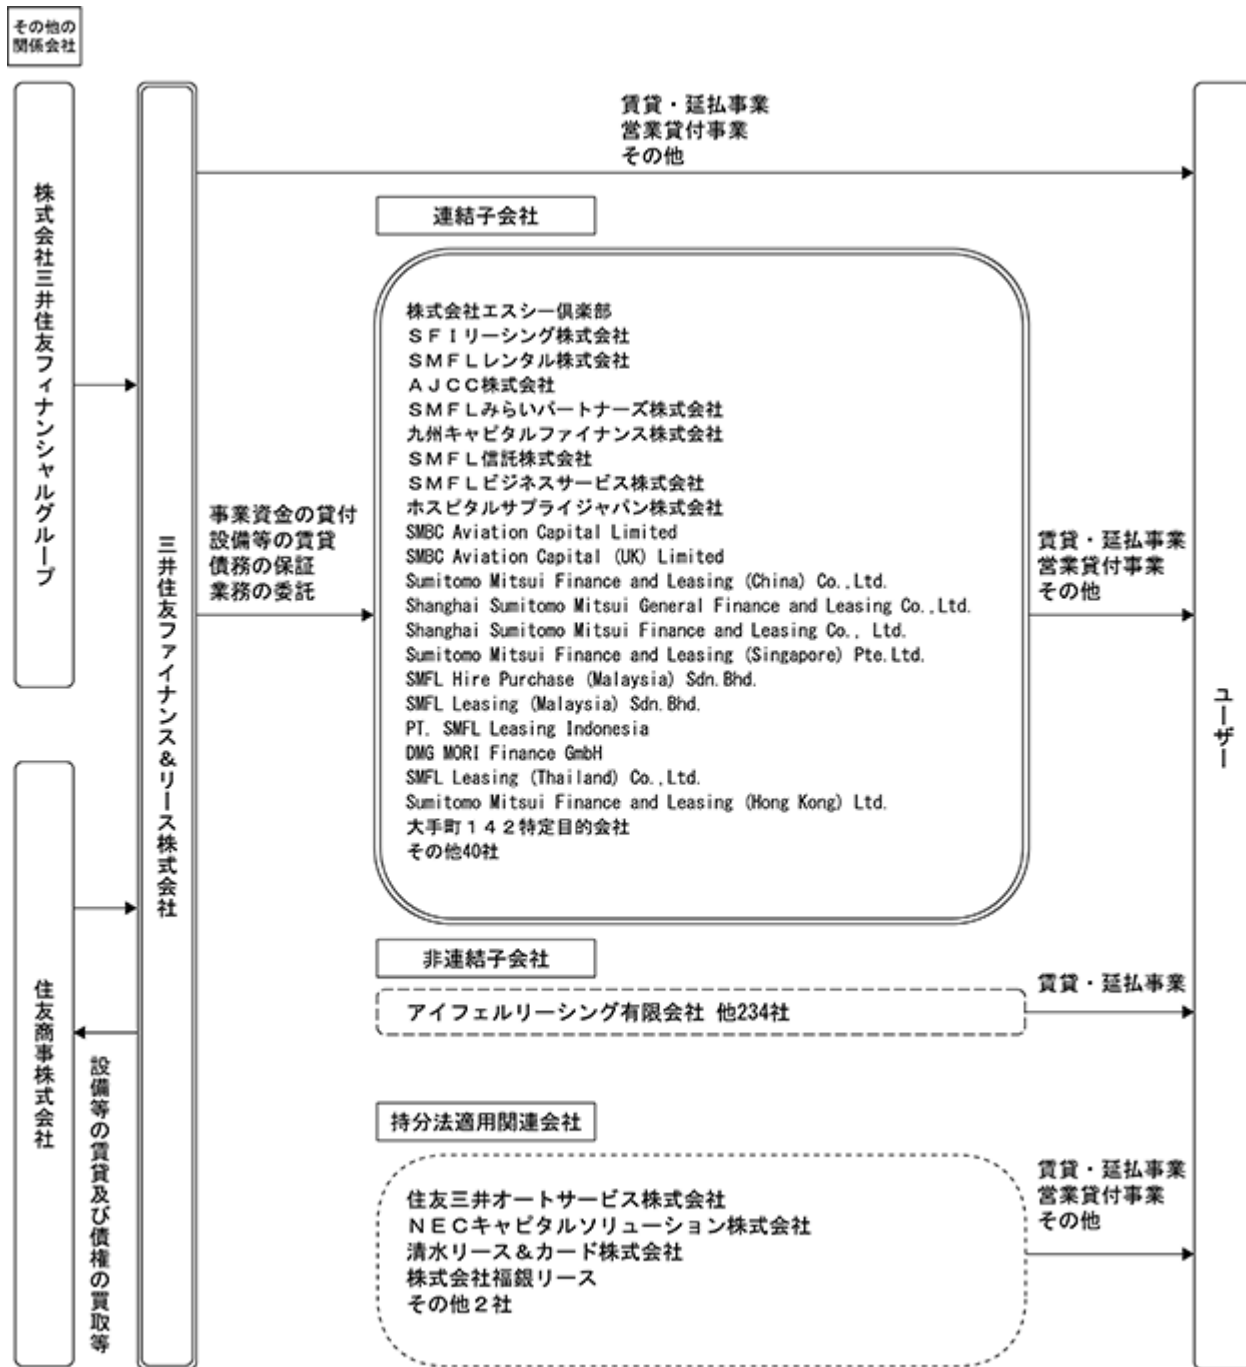 その他の
関係会社
株式会社三井住友フィナンシャルグループ
住友商事株式会社
設備等の賃貸及び債権の買取等
三井住友ファイナンス＆リース株式会社
賃貸・延払事業
営業貸付事業
その他
事業資金の貸付
設備等の賃貸
債務の保証
業務の委託
連結子会社
株式会社エスシー倶楽部
ＳＦＩリーシング株式会社
ＳＭＦＬレンタル株式会社
ＡＪＣＣ株式会社
ＳＭＦＬみらいパートナーズ株式会社
九州キャピタルファイナンス株式会社
ＳＭＦＬ信託株式会社
ＳＭＦＬビジネスサービス株式会社
ホスピタルサプライジャパン株式会社
SMBC Aviation Capital Limited
SMBC Aviation Capital (UK) Limited
Sumitomo Mitsui Finance and Leasing (China) Co.,Ltd.
Shanghai Sumitomo Mitsui General Finance and Leasing Co.,Ltd.
Shanghai Sumitomo Mitsui Finance and Leasing Co., Ltd.
Sumitomo Mitsui Finance and Leasing (Singapore) Pte.Ltd.
SMFL Hire Purchase (Malaysia) Sdn.Bhd.
SMFL Leasing (Malaysia) Sdn.Bhd.
PT. SMFL Leasing Indonesia
DMG MORI Finance GmbH
SMFL Leasing (Thailand) Co.,Ltd.
Sumitomo Mitsui Finance and Leasing (Hong Kong) Ltd.
大手町１４２特定目的会社
その他40社
賃貸・延払事業
営業貸付事業
その他
非連結子会社
アイフェルリーシング有限会社 他234社
賃貸・延払事業
持分法適用関連会社
住友三井オートサービス株式会社
ＮＥＣキャピタルソリューション株式会社
清水リース＆カード株式会社
株式会社福銀リース
その他２社
賃貸・延払事業
営業貸付事業
その他
ユーザー